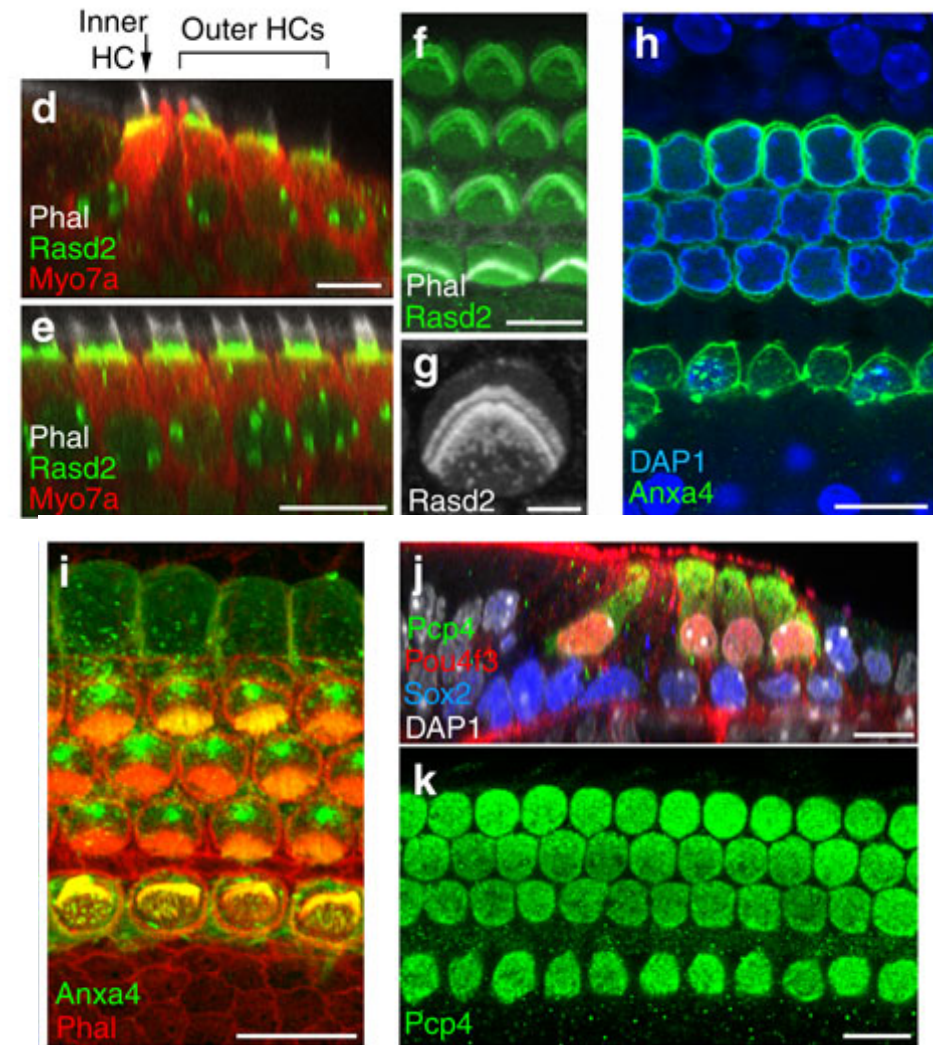 Inner
HC
Outer HCs
d
Phal
Rasd2
Myo7a
e
Phal
Rasd2
Myo7a
f
Phal
Rasd2
g
Rasd2
h
DAP1
Anxa4
i
Anxa4
Phal
j
Pcp4
Pou4f3
Sox2
DAP1
k
Pcp4